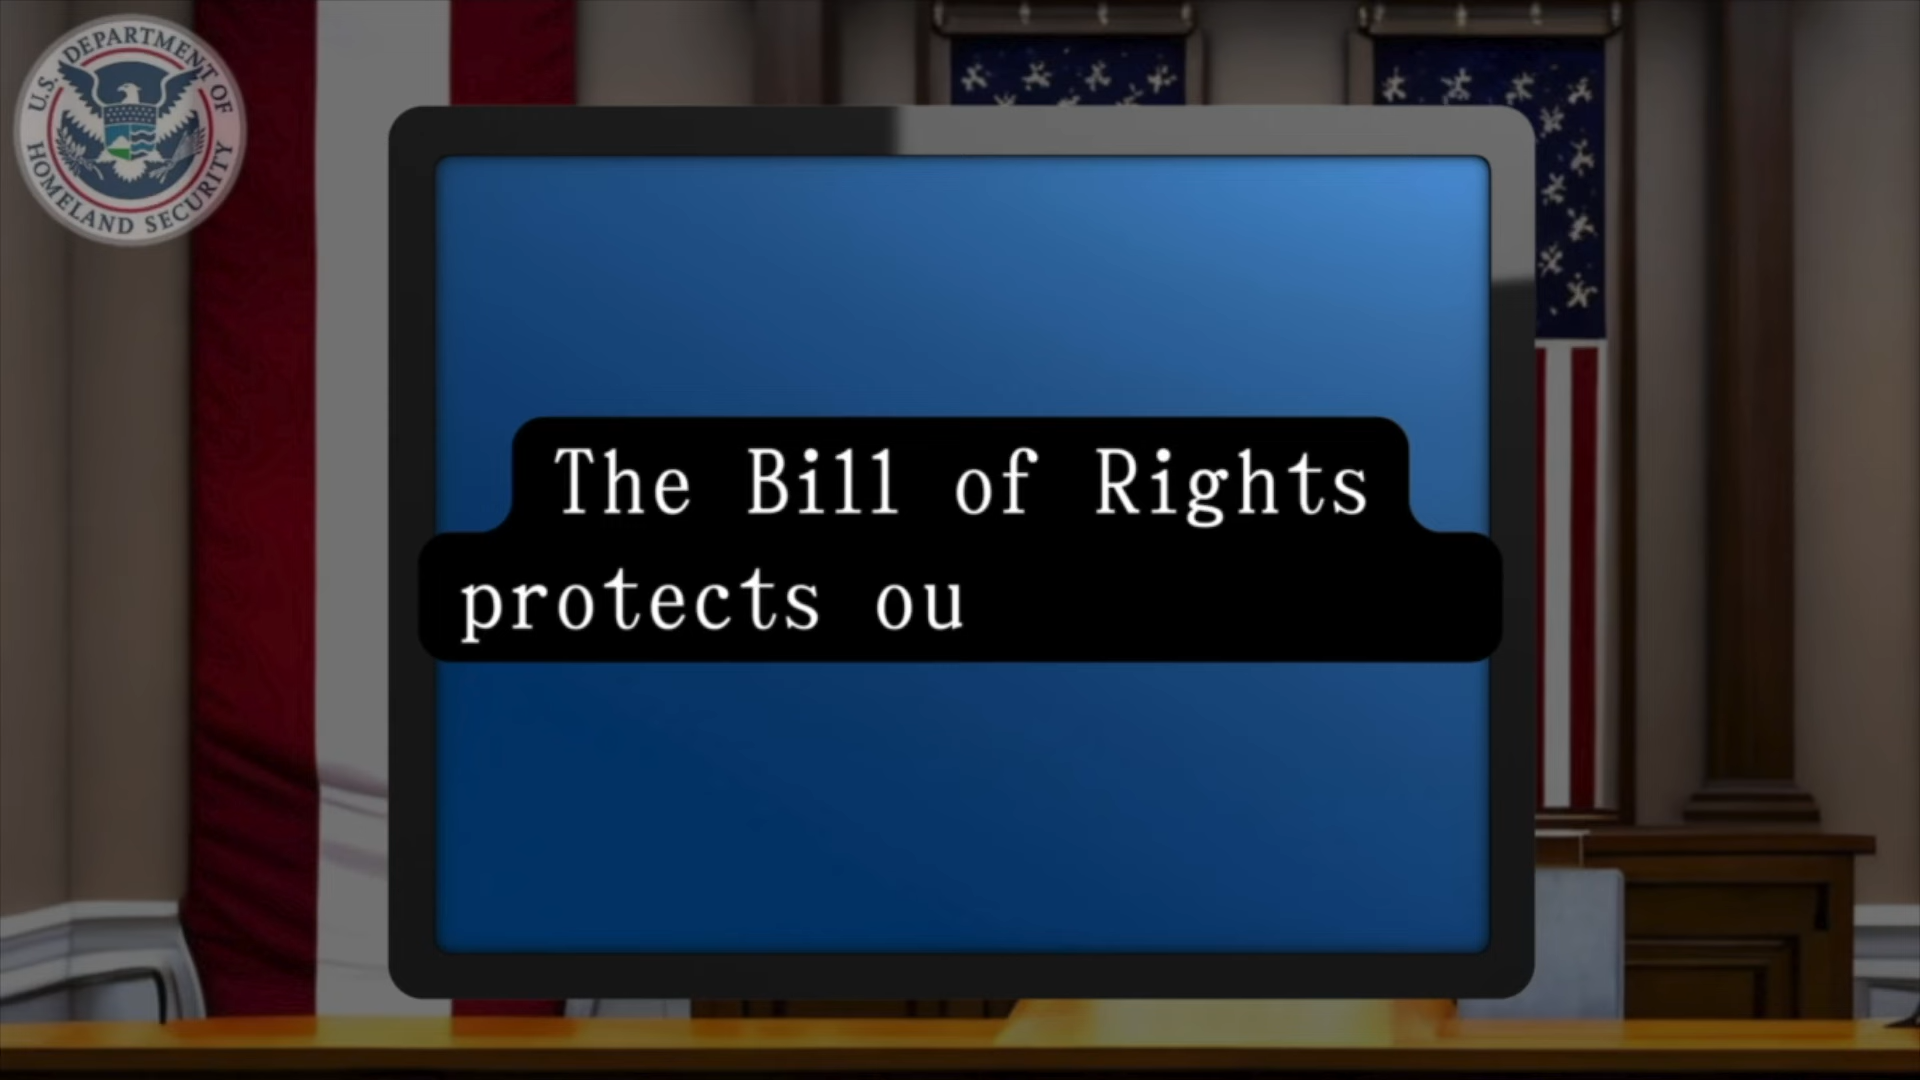 U.S. DEPARTMENT OF
HOMELAND SECURITY
The Bill of Rights
protects ou